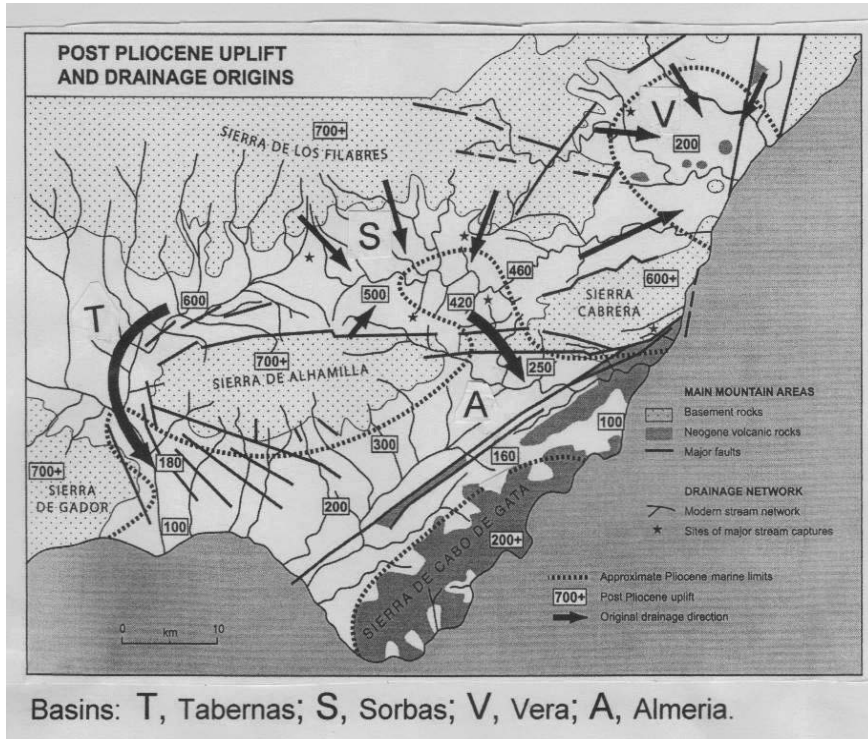 POST PLIOCENE UPLIFT
AND DRAINAGE ORIGINS
700+
SIERRA
DE LOS FILABRES
V
200
S
460
600+
SIERRA
CABRERA
600
500
420
T
700+
SIERRA DE ALHAMILLA
250
A
MAIN MOUNTAIN AREAS
Basement rocks
Neogene volcanic rocks
Major faults
100
300
160
700+
SIERRA
DE GADOR
180
200
100
DRAINAGE NETWORK
Modern stream network
Sites of major stream captures
200+
SIERRA DE CABO DE GATA
Approximate Pliocene marine limits
700+ Post Pliocene uplift
Original drainage direction
0 km 10
Basins: T, Tabernas; S, Sorbas; V, Vera; A, Almeria.